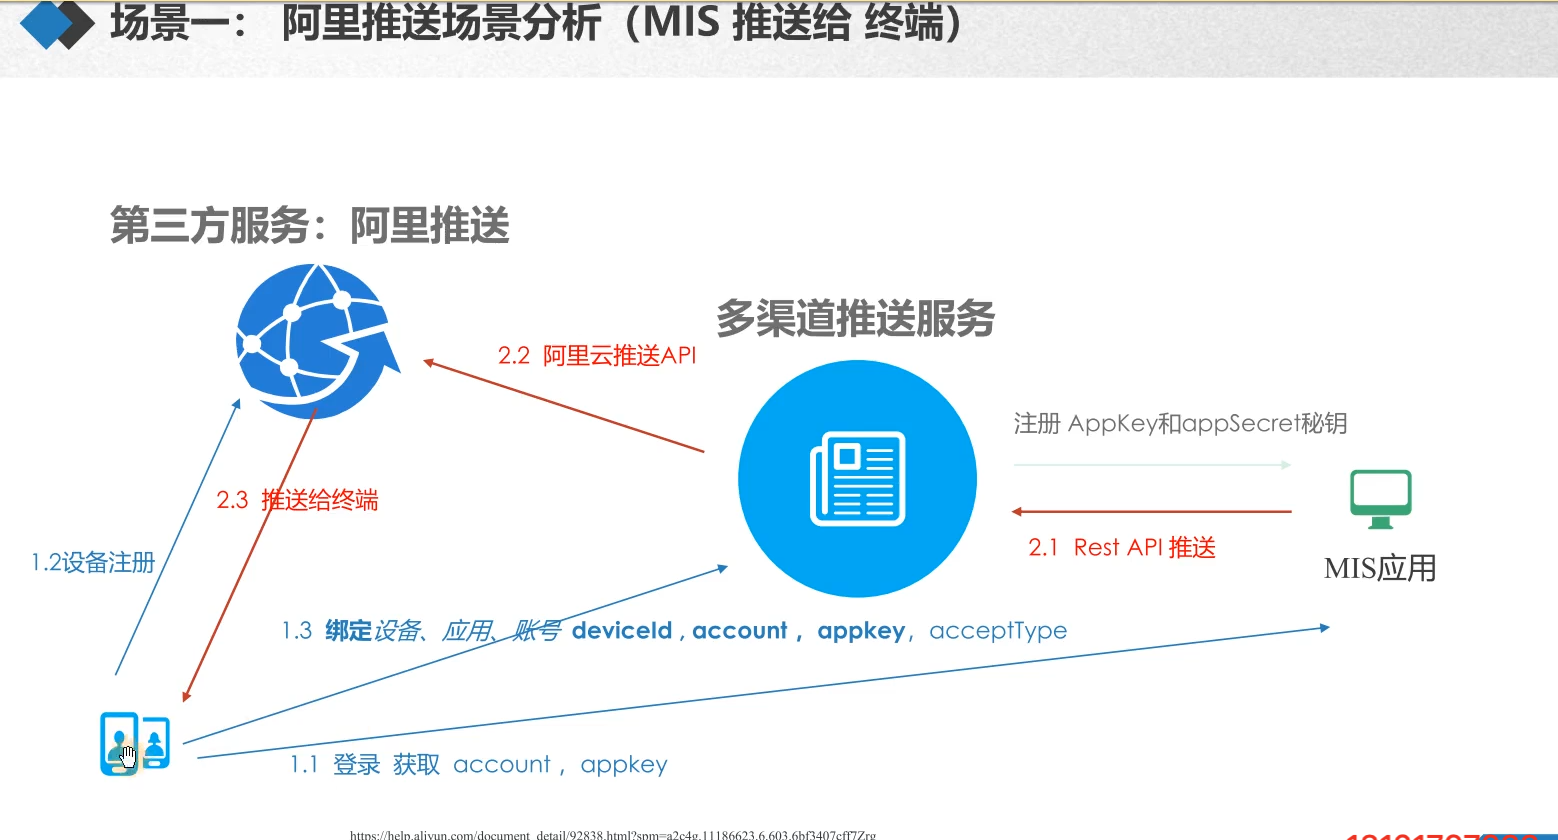 场景一： 阿里推送场景分析（MIS 推送给 终端）
第三方服务：阿里推送
多渠道推送服务
2.2 阿里云推送API
注册 AppKey和appSecret秘钥
2.3 推送给终端
2.1 Rest API 推送
1.2设备注册
MIS应用
1.3 绑定设备、应用、账号 deviceId , account ， appkey， acceptType
1.1 登录 获取 account ， appkey
https://help.aliyun.com/document_detail/92838.html?spm=a2c4g.11186623.6.603.6bf3407cff7Zrg